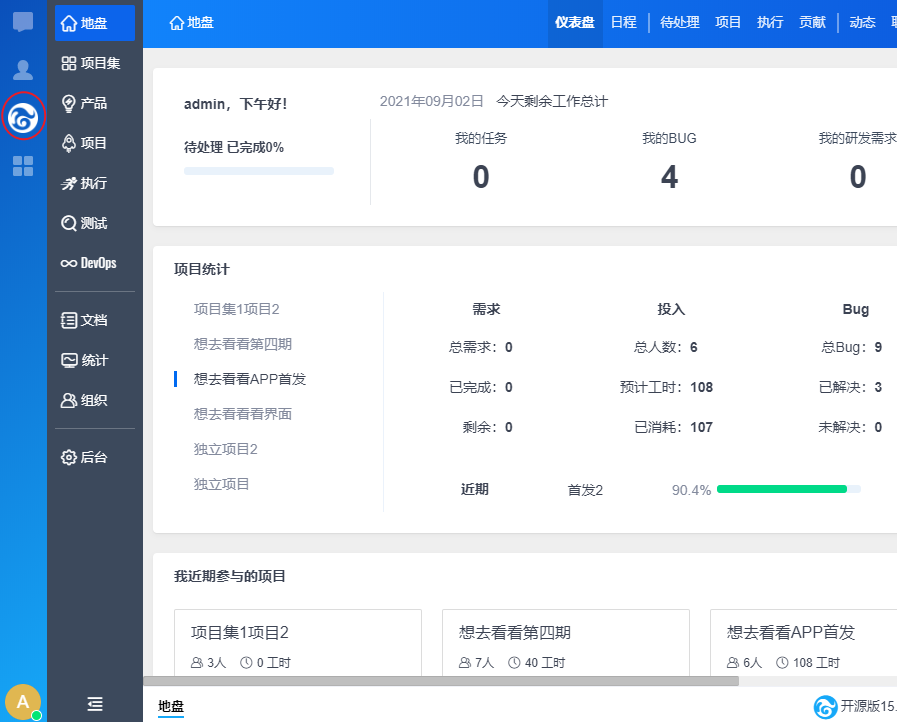 地盘
项目集
产品
项目
执行
测试
DevOps
文档
统计
组织
后台
A
地盘
仪表盘 日程 待处理 项目 执行 贡献 动态
admin，下午好！
待处理 已完成0%
2021年09月02日 今天剩余工作总计
我的任务 我的BUG 我的研发需求
0 4 0
项目统计
项目集1项目2
想去看看第四期
想去看看APP首发
想去看看看界面
独立项目2
独立项目
需求 投入 Bug
总需求：0 总人数：6 总Bug：9
已完成：0 预计工时：108 已解决：3
剩余：0 已消耗：107 未解决：0
近期 首发2 90.4%
我近期参与的项目
项目集1项目2 想去看看第四期 想去看看APP首发
3人 0 工时 7人 40 工时 6人 108 工时
地盘
开源版15.